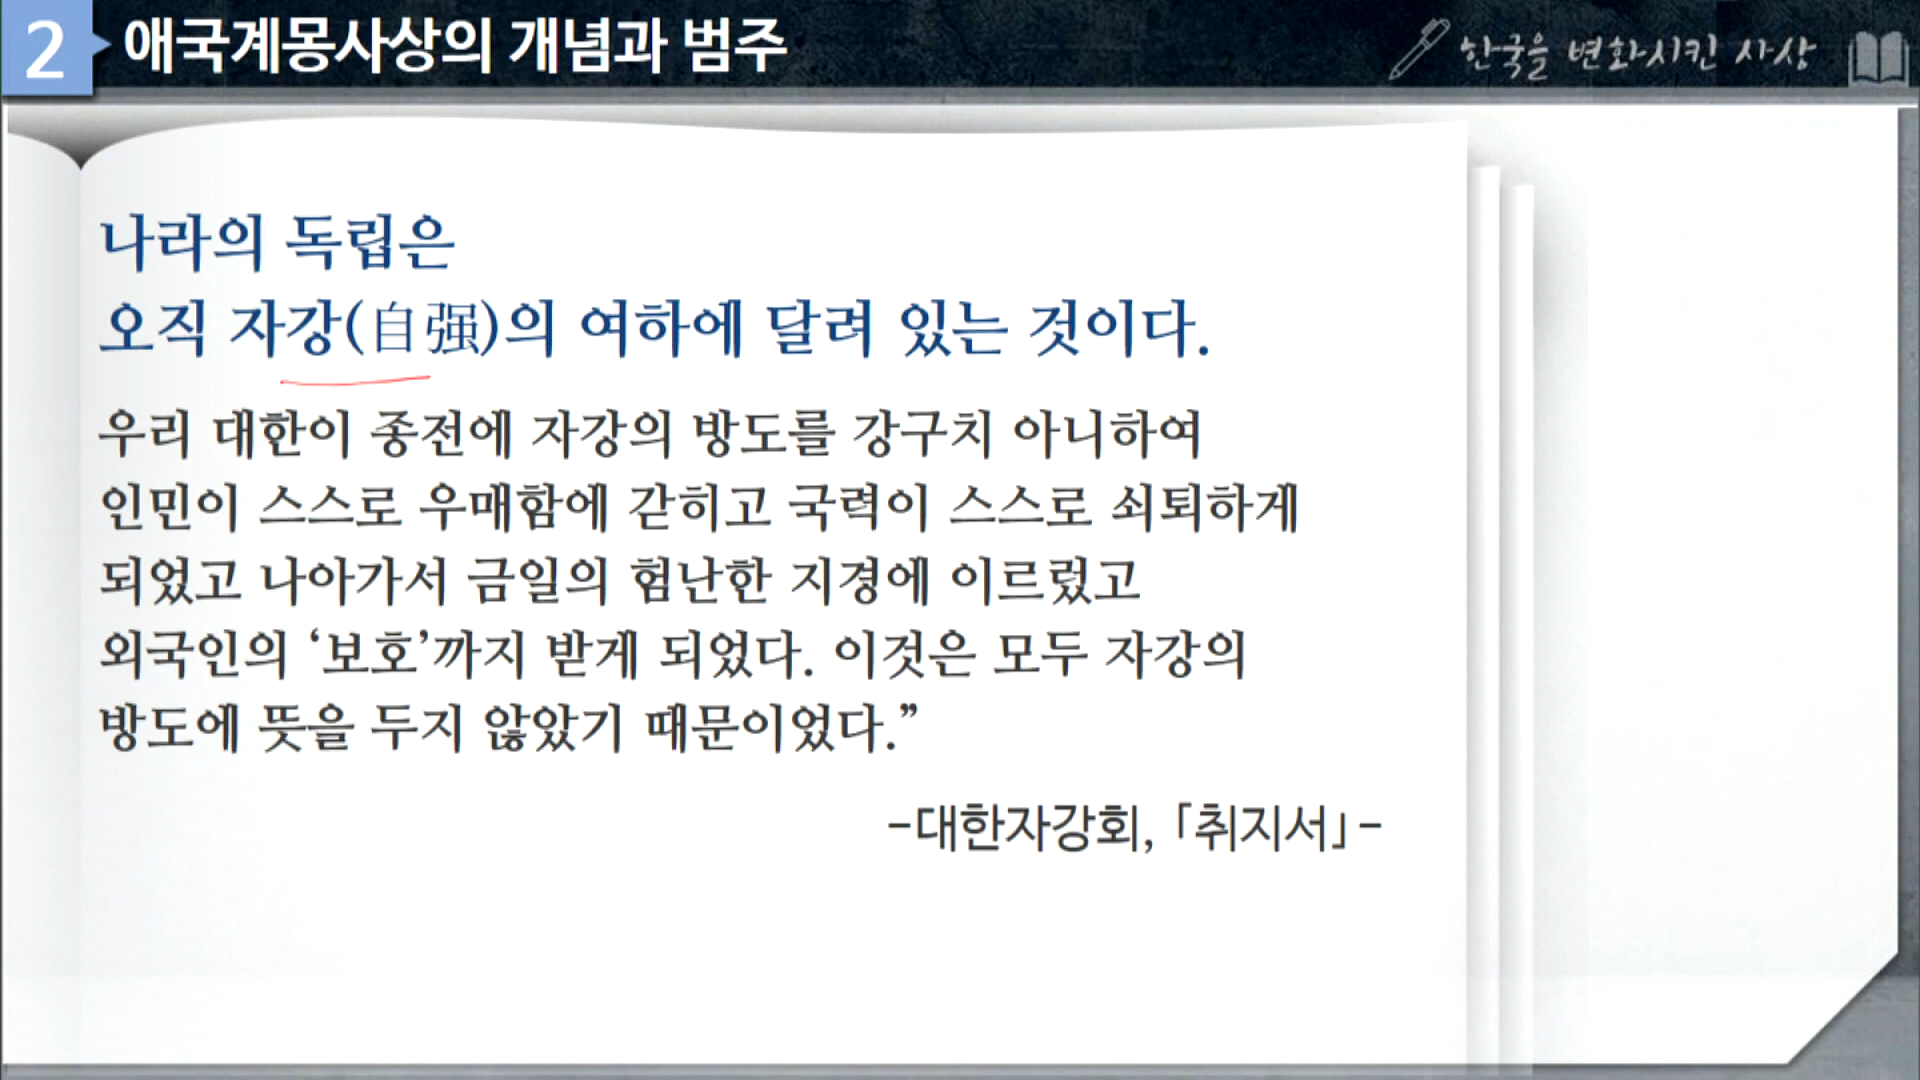 2 애국계몽사상의 개념과 범주
한국을 변화시킨 사상
나라의 독립은
오직 자강(自强)의 여하에 달려 있는 것이다.
우리 대한이 종전에 자강의 방도를 강구치 아니하여
인민이 스스로 우매함에 갇히고 국력이 스스로 쇠퇴하게
되었고 나아가서 금일의 험난한 지경에 이르렀고
외국인의 ‘보호’까지 받게 되었다. 이것은 모두 자강의
방도에 뜻을 두지 않았기 때문이었다.”
-대한자강회, 「취지서」-